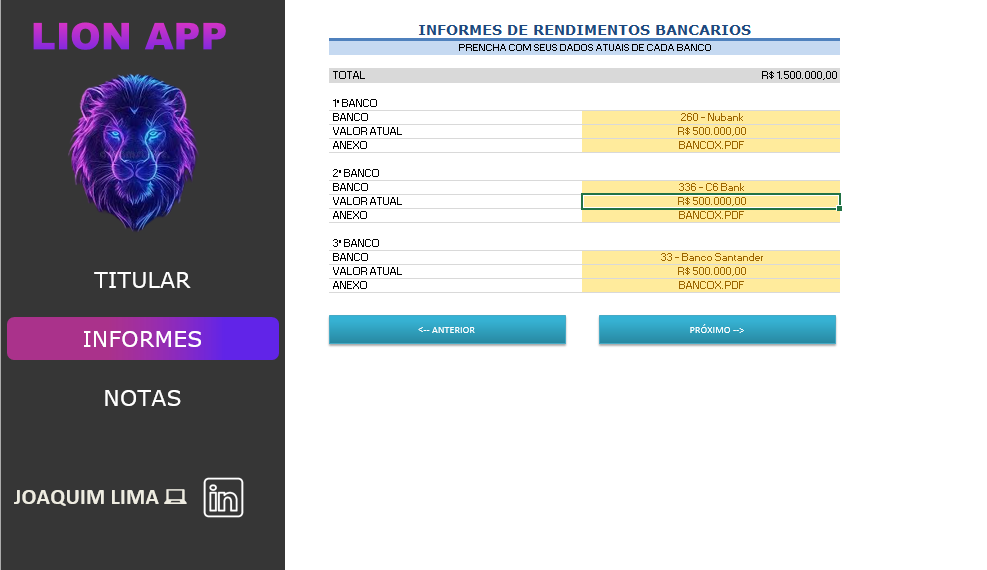 LION APP
TITULAR
INFORMES
NOTAS
JOAQUIM LIMA
in
INFORMES DE RENDIMENTOS BANCARIOS
PRENCHA COM SEUS DADOS ATUAIS DE CADA BANCO
TOTAL R$ 1.500.000,00
1º BANCO
BANCO 260 - Nubank
VALOR ATUAL R$ 500.000,00
ANEXO BANCOX.PDF
2º BANCO
BANCO 336 - C6 Bank
VALOR ATUAL R$ 500.000,00
ANEXO BANCOX.PDF
3º BANCO
BANCO 33 - Banco Santander
VALOR ATUAL R$ 500.000,00
ANEXO BANCOX.PDF
<-- ANTERIOR PRÓXIMO -->